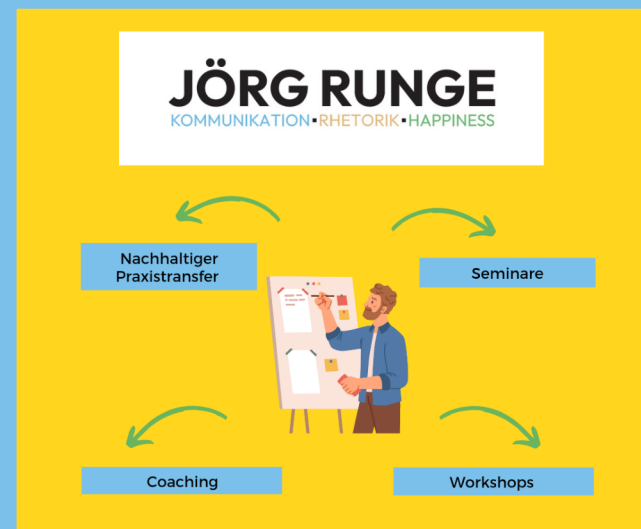 JÖRG RUNGE
KOMMUNIKATION▪RHETORIK▪HAPPINESS
Nachhaltiger
Praxistransfer
Seminare
Coaching
Workshops